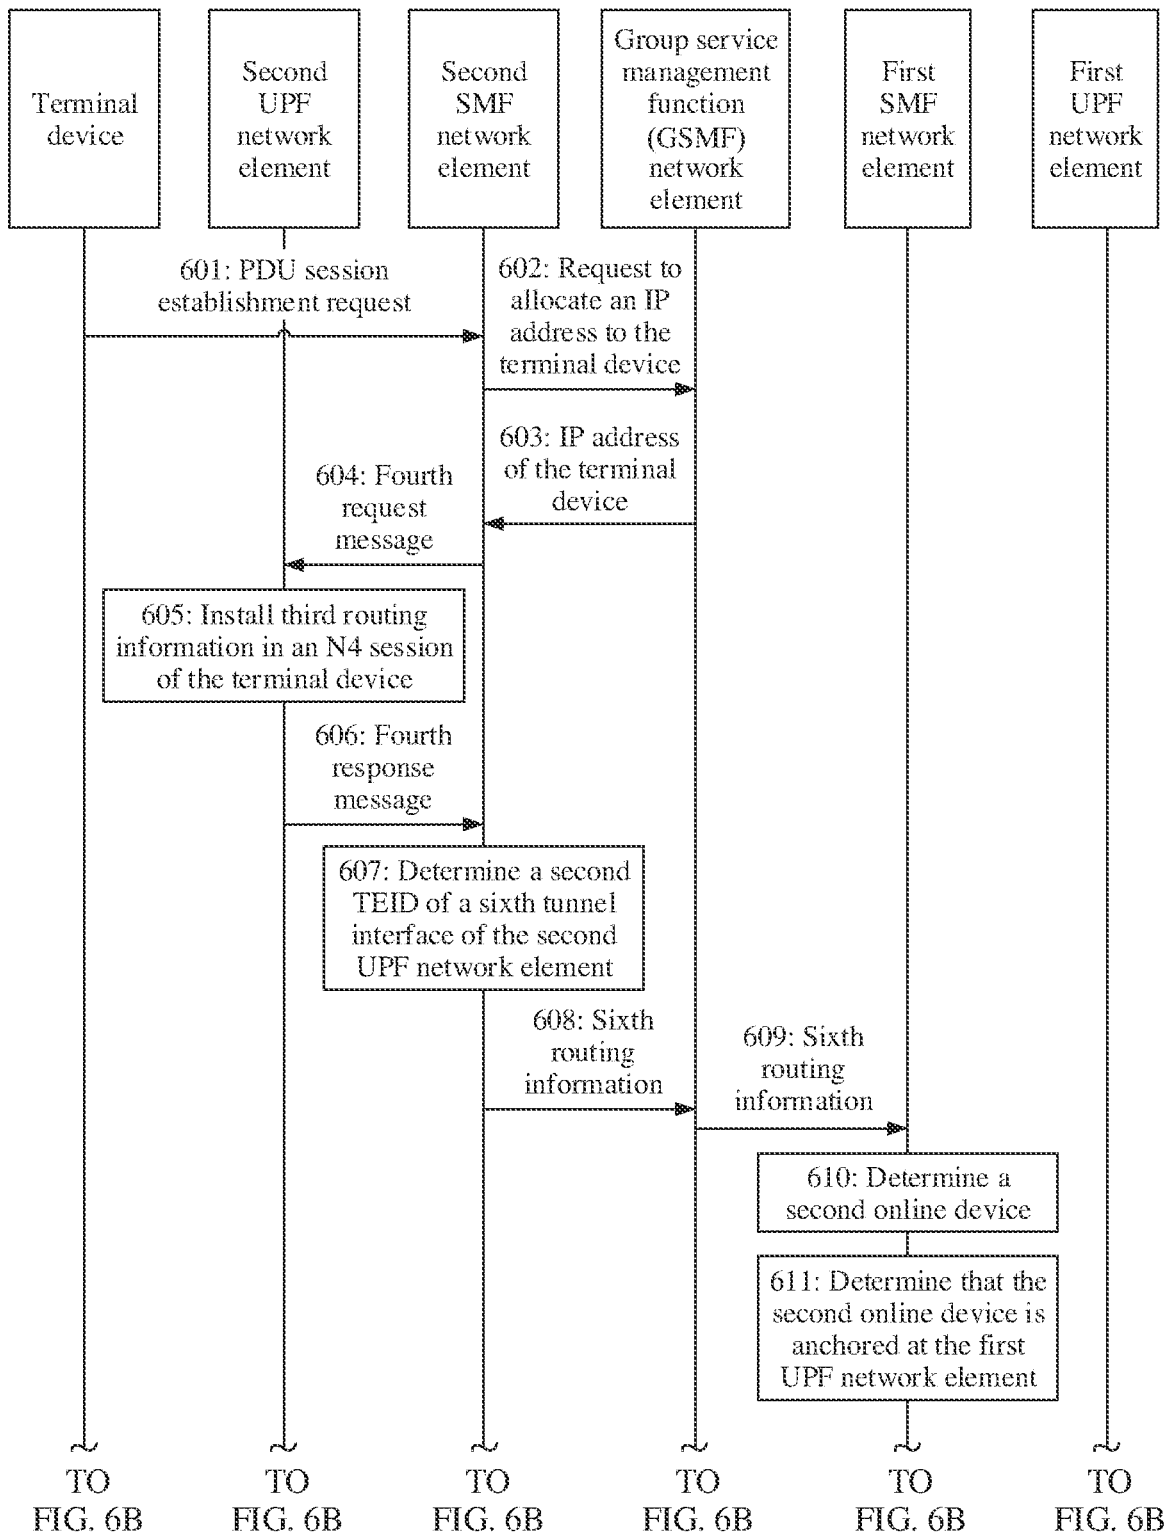 Terminal
device
Second
UPF
network
element
Second
SMF
network
element
Group service
management
function
(GSMF)
network
element
First
SMF
network
element
First
UPF
network
element
601: PDU session
establishment request
602: Request to
allocate an IP
address to the
terminal device
603: IP address
of the terminal
device
604: Fourth
request
message
605: Install third routing
information in an N4 session
of the terminal device
606: Fourth
response
message
607: Determine a second
TEID of a sixth tunnel
interface of the second
UPF network element
608: Sixth
routing
information
609: Sixth
routing
information
610: Determine a
second online device
611: Determine that the
second online device is
anchored at the first
UPF network element
TO
FIG. 6B
TO
FIG. 6B
TO
FIG. 6B
TO
FIG. 6B
TO
FIG. 6B
TO
FIG. 6B